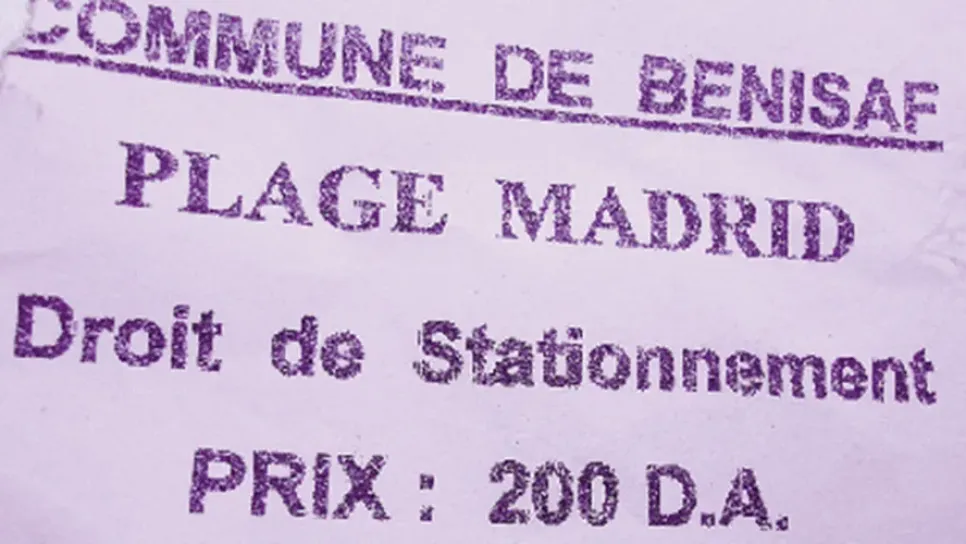 COMMUNE DE BENISAF
PLAGE MADRID
Droit de Stationnement
PRIX : 200 D.A.